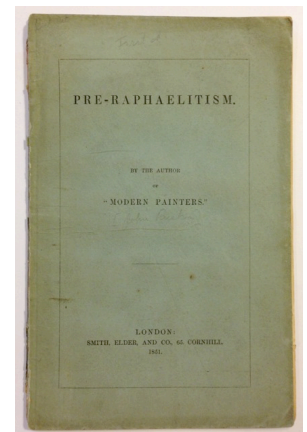 PRE-RAPHAELITISM.
BY THE AUTHOR
OF
"MODERN PAINTERS."
LONDON:
SMITH, ELDER, AND CO., 65, CORNHILL.
1851.